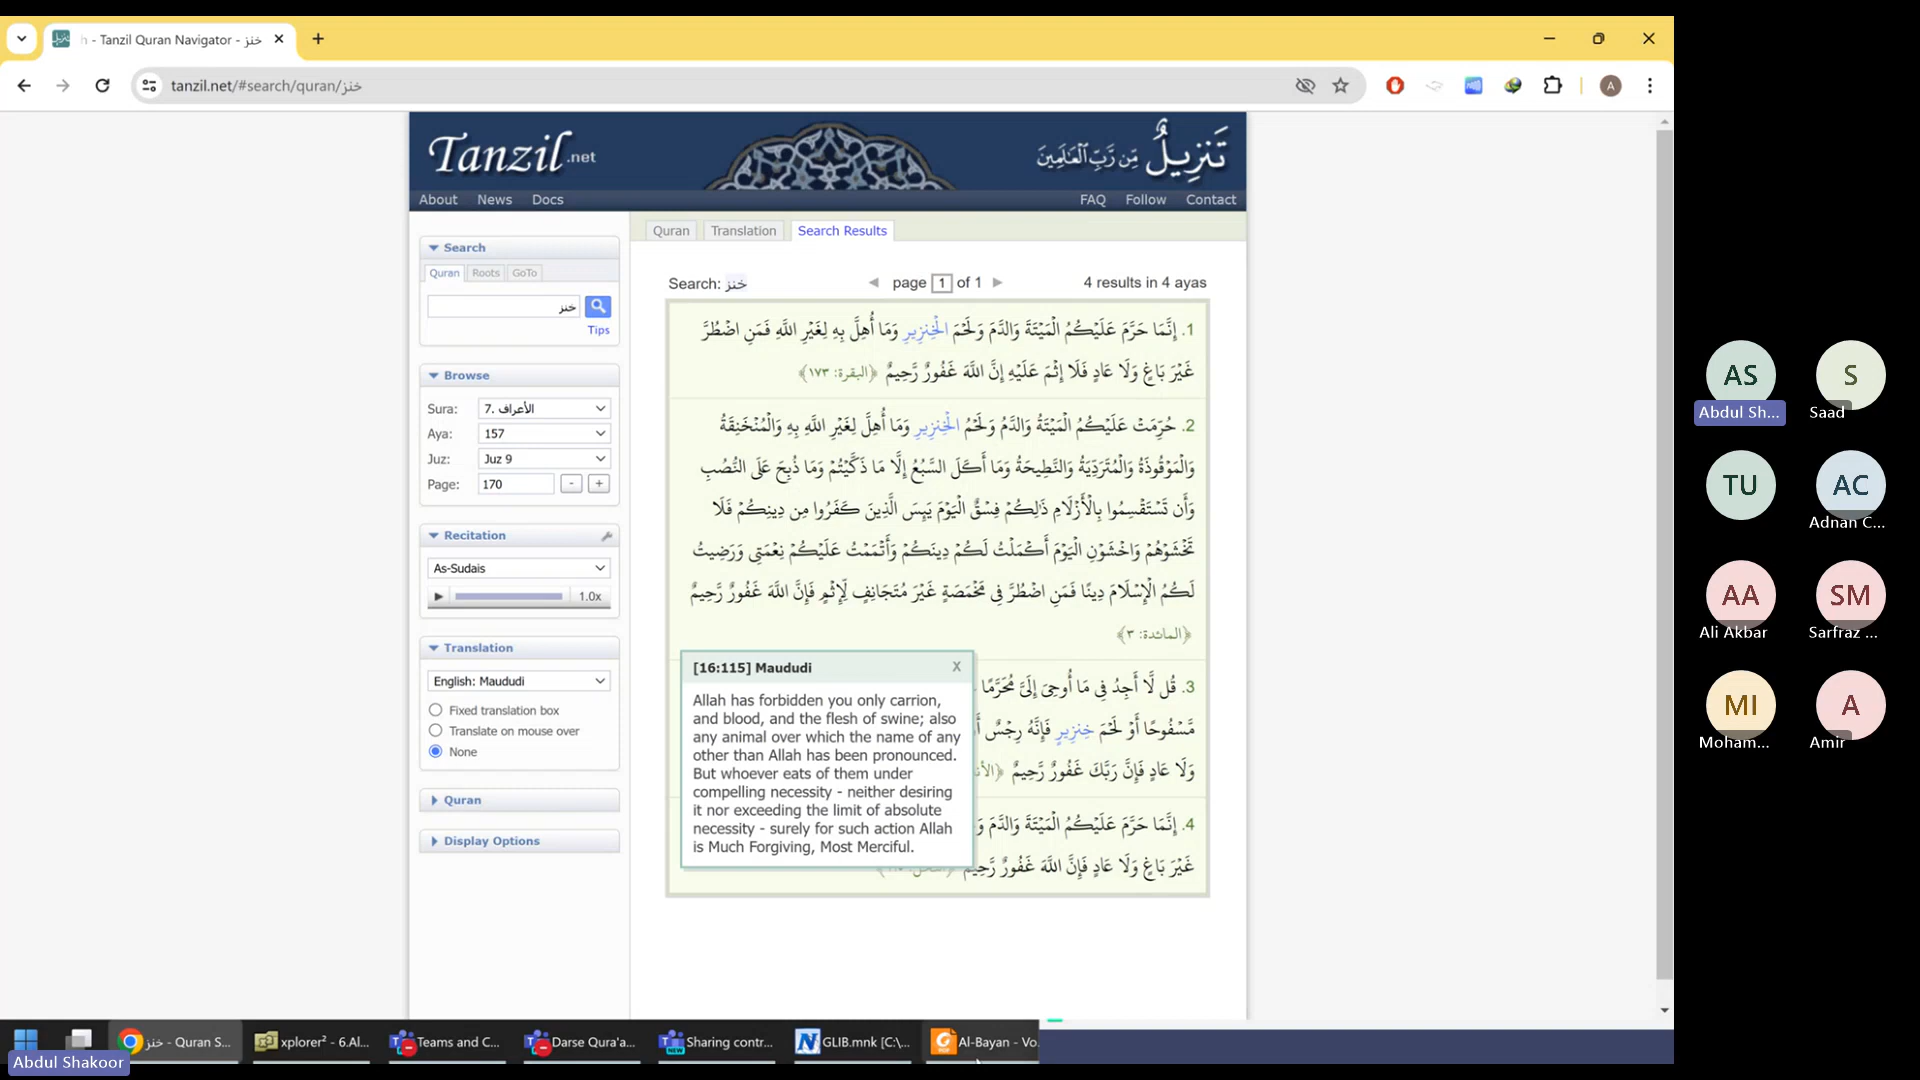 h - Tanzil Quran Navigator - خنز
tanzil.net/#search/quran/خنز
A
Tanzil.net
تَنزِيلٌ مِّن رَّبِّ الْعَالَمِينَ
About News Docs
FAQ Follow Contact
Search
Quran Roots GoTo
خنز
Tips
Browse
Sura: 7. الأعراف
Aya: 157
Juz: Juz 9
Page: 170 - +
Recitation
As-Sudais
1.0x
Translation
English: Maududi
Fixed translation box
Translate on mouse over
None
Quran
Display Options
Quran Translation Search Results
Search: خنز page 1 of 1 4 results in 4 ayas
1. إِنَّمَا حَرَّمَ عَلَيْكُمُ الْمَيْتَةَ وَالدَّمَ وَلَحْمَ الْخِنزِيرِ وَمَا أُهِلَّ بِهِ لِغَيْرِ اللَّهِ فَمَنِ اضْطُرَّ
غَيْرَ بَاغٍ وَلَا عَادٍ فَلَا إِثْمَ عَلَيْهِ إِنَّ اللَّهَ غَفُورٌ رَّحِيمٌ ﴿البقرة: ١٧٣﴾
2. حُرِّمَتْ عَلَيْكُمُ الْمَيْتَةُ وَالدَّمُ وَلَحْمُ الْخِنزِيرِ وَمَا أُهِلَّ لِغَيْرِ اللَّهِ بِهِ وَالْمُنْخَنِقَةُ
وَالْمَوْقُوذَةُ وَالْمُتَرَدِّيَةُ وَالنَّطِيحَةُ وَمَا أَكَلَ السَّبُعُ إِلَّا مَا ذَكَّيْتُمْ وَمَا ذُبِحَ عَلَى النُّصُبِ
وَأَن تَسْتَقْسِمُوا بِالْأَزْلَامِ ذَٰلِكُمْ فِسْقٌ الْيَوْمَ يَئِسَ الَّذِينَ كَفَرُوا مِن دِينِكُمْ فَلَا
تَخْشَوْهُمْ وَاخْشَوْنِ الْيَوْمَ أَكْمَلْتُ لَكُمْ دِينَكُمْ وَأَتْمَمْتُ عَلَيْكُمْ نِعْمَتِي وَرَضِيتُ
لَكُمُ الْإِسْلَامَ دِينًا فَمَنِ اضْطُرَّ فِي مَخْمَصَةٍ غَيْرَ مُتَجَانِفٍ لِّإِثْمٍ فَإِنَّ اللَّهَ غَفُورٌ رَّحِيمٌ
﴿المائدة: ٣﴾
3. قُل لَّا أَجِدُ فِي مَا أُوحِيَ إِلَيَّ مُحَرَّمًا
مَّسْفُوحًا أَوْ لَحْمَ خِنزِيرٍ فَإِنَّهُ رِجْسٌ
وَلَا عَادٍ فَإِنَّ رَبَّكَ غَفُورٌ رَّحِيمٌ
4. إِنَّمَا حَرَّمَ عَلَيْكُمُ الْمَيْتَةَ وَالدَّمَ
غَيْرَ بَاغٍ وَلَا عَادٍ فَإِنَّ اللَّهَ غَفُورٌ رَّحِيمٌ
[16:115] Maududi X
Allah has forbidden you only carrion,
and blood, and the flesh of swine; also
any animal over which the name of any
other than Allah has been pronounced.
But whoever eats of them under
compelling necessity - neither desiring
it nor exceeding the limit of absolute
necessity - surely for such action Allah
is Much Forgiving, Most Merciful.
AS S
Abdul Sh... Saad
TU AC
Adnan C...
AA SM
Ali Akbar Sarfraz ...
MI A
Moham... Amir
خنز - Quran S... xplorer² - 6.Al... Teams and C... Darse Qura'a... Sharing contr... GLIB.mnk [C:\... Al-Bayan - Vo
Abdul Shakoor